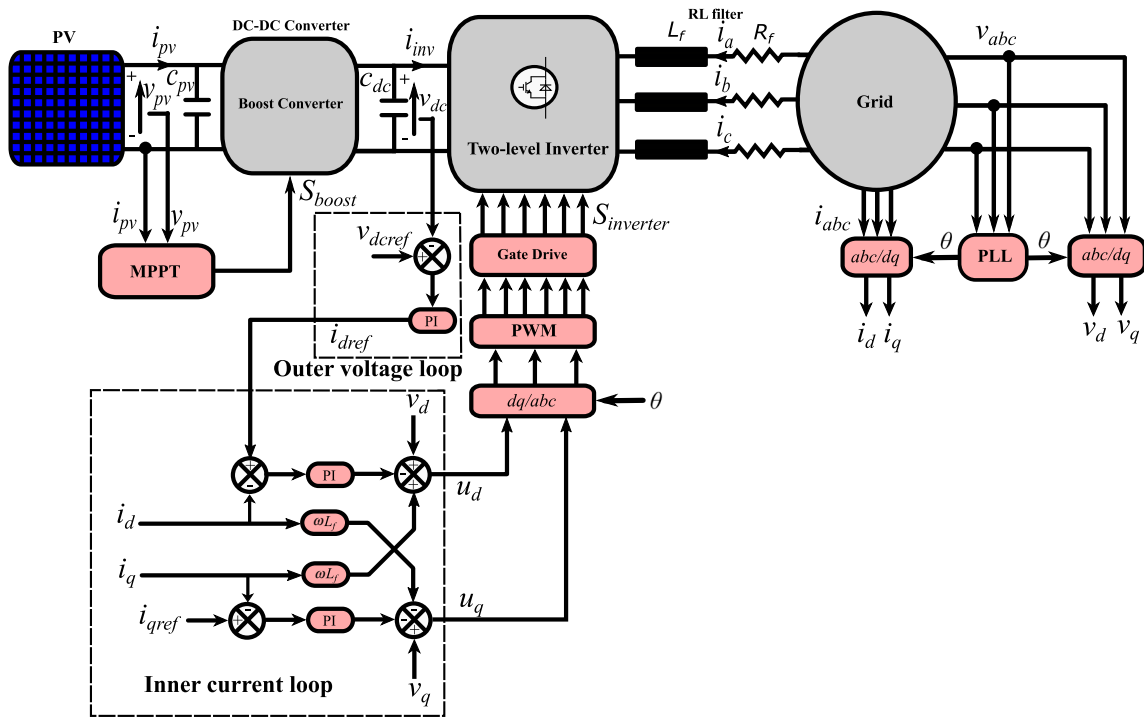 PV
DC-DC Converter
RL filter
i_pv
i_inv
L_f
i_a
R_f
v_abc
+
v_pv
-
c_pv
Boost Converter
c_dc
+
v_dc
-
Two-level Inverter
i_b
i_c
Grid
i_pv
v_pv
S_boost
MPPT
S_inverter
Gate Drive
PWM
dq/abc
θ
i_abc
abc/dq
θ
PLL
θ
abc/dq
i_d
i_q
v_d
v_q
v_dcref
+
-
PI
i_dref
Outer voltage loop
v_d
+
-
PI
-
+
+
u_d
i_d
ωL_f
i_q
ωL_f
i_qref
+
-
PI
-
-
+
u_q
v_q
Inner current loop